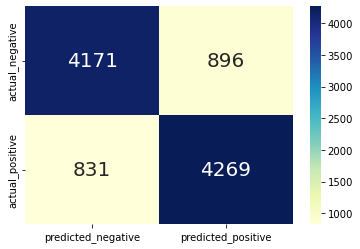 actual_negative
4171
896
actual_positive
831
4269
predicted_negative
predicted_positive
4000
3500
3000
2500
2000
1500
1000